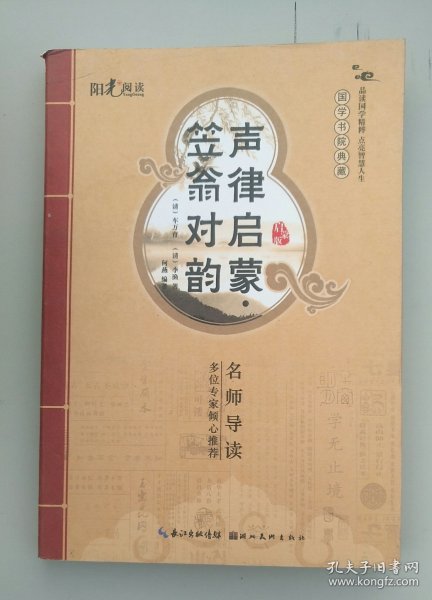 阳光阅读
品读国学精粹 点亮智慧人生
国学书院典藏
声律启蒙·
笠翁对韵
(清)车万育 (清)李渔 著
何燕 编
名师导读
多位专家倾心推荐
学无止境
长江出版传媒
湖北美术出版社
孔夫子旧书网
www.kongfz.com